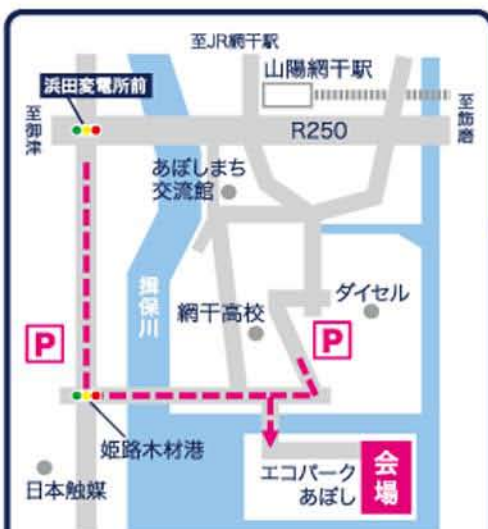 至JR網干駅
山陽網干駅
浜田変電所前
至御津
至飾磨
R250
あぼしまち
交流館
揖保川
網干高校
ダイセル
P
P
姫路木材港
日本触媒
エコパーク
あぼし
会場